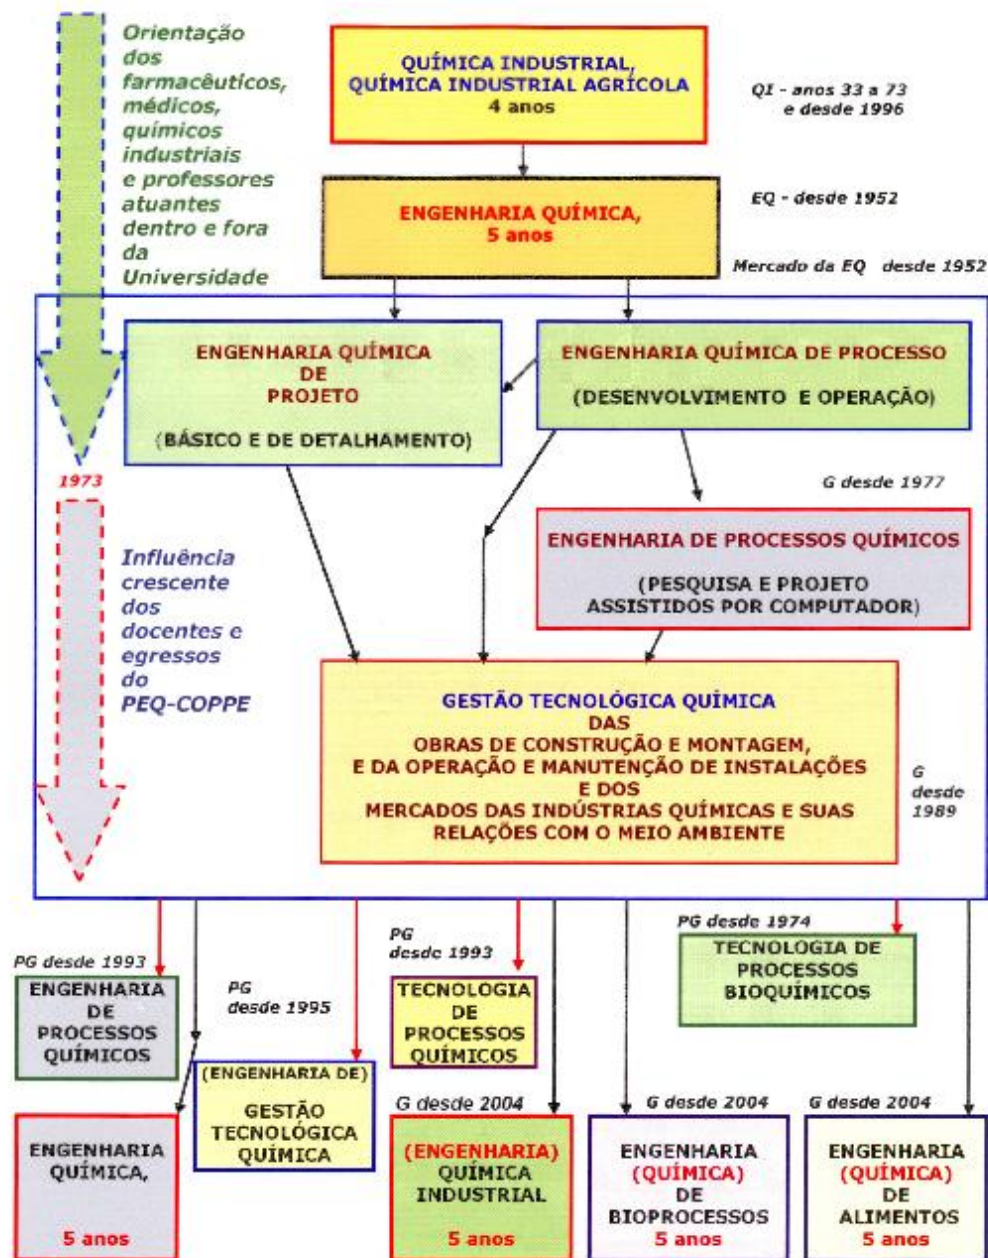 Orientação
dos
farmacêuticos,
médicos,
químicos
industriais
e professores
atuantes
dentro e fora
da
Universidade
QUÍMICA INDUSTRIAL,
QUÍMICA INDUSTRIAL AGRÍCOLA
4 anos
QI - anos 33 a 73
e desde 1996
ENGENHARIA QUÍMICA,
5 anos
EQ - desde 1952
Mercado da EQ desde 1952
ENGENHARIA QUÍMICA
DE
PROJETO
(BÁSICO E DE DETALHAMENTO)
ENGENHARIA QUÍMICA DE PROCESSO
(DESENVOLVIMENTO E OPERAÇÃO)
1973
G desde 1977
Influência
crescente
dos
docentes e
egressos
do
PEQ-COPPE
ENGENHARIA DE PROCESSOS QUÍMICOS
(PESQUISA E PROJETO
ASSISTIDOS POR COMPUTADOR)
GESTÃO TECNOLÓGICA QUÍMICA
DAS
OBRAS DE CONSTRUÇÃO E MONTAGEM,
E DA OPERAÇÃO E MANUTENÇÃO DE INSTALAÇÕES
E DOS
MERCADOS DAS INDÚSTRIAS QUÍMICAS E SUAS
RELAÇÕES COM O MEIO AMBIENTE
G
desde
1989
PG desde 1993
ENGENHARIA
DE
PROCESSOS
QUÍMICOS
PG
desde 1995
(ENGENHARIA DE)
GESTÃO
TECNOLÓGICA
QUÍMICA
PG
desde 1993
TECNOLOGIA
DE
PROCESSOS
QUÍMICOS
PG desde 1974
TECNOLOGIA DE
PROCESSOS
BIOQUÍMICOS
ENGENHARIA
QUÍMICA,
5 anos
G desde 2004
(ENGENHARIA)
QUÍMICA
INDUSTRIAL
5 anos
G desde 2004
ENGENHARIA
(QUÍMICA)
DE
BIOPROCESSOS
5 anos
G desde 2004
ENGENHARIA
(QUÍMICA)
DE
ALIMENTOS
5 anos